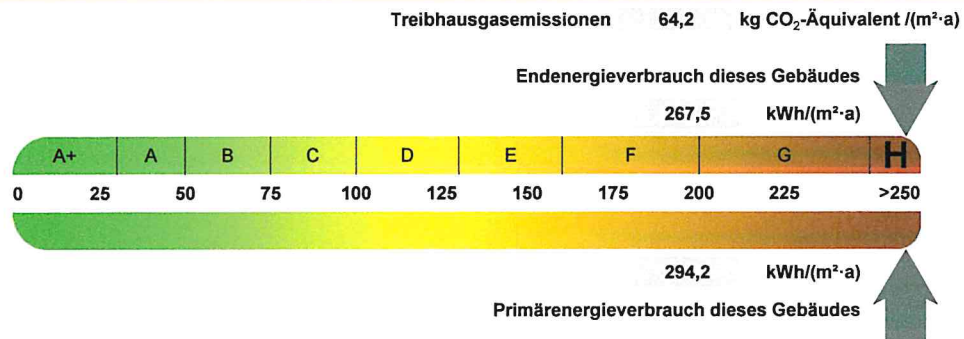 Treibhausgasemissionen 64,2 kg CO₂-Äquivalent /(m²·a)
Endenergieverbrauch dieses Gebäudes
267,5 kWh/(m²·a)
A+ A B C D E F G H
0 25 50 75 100 125 150 175 200 225 >250
294,2 kWh/(m²·a)
Primärenergieverbrauch dieses Gebäudes